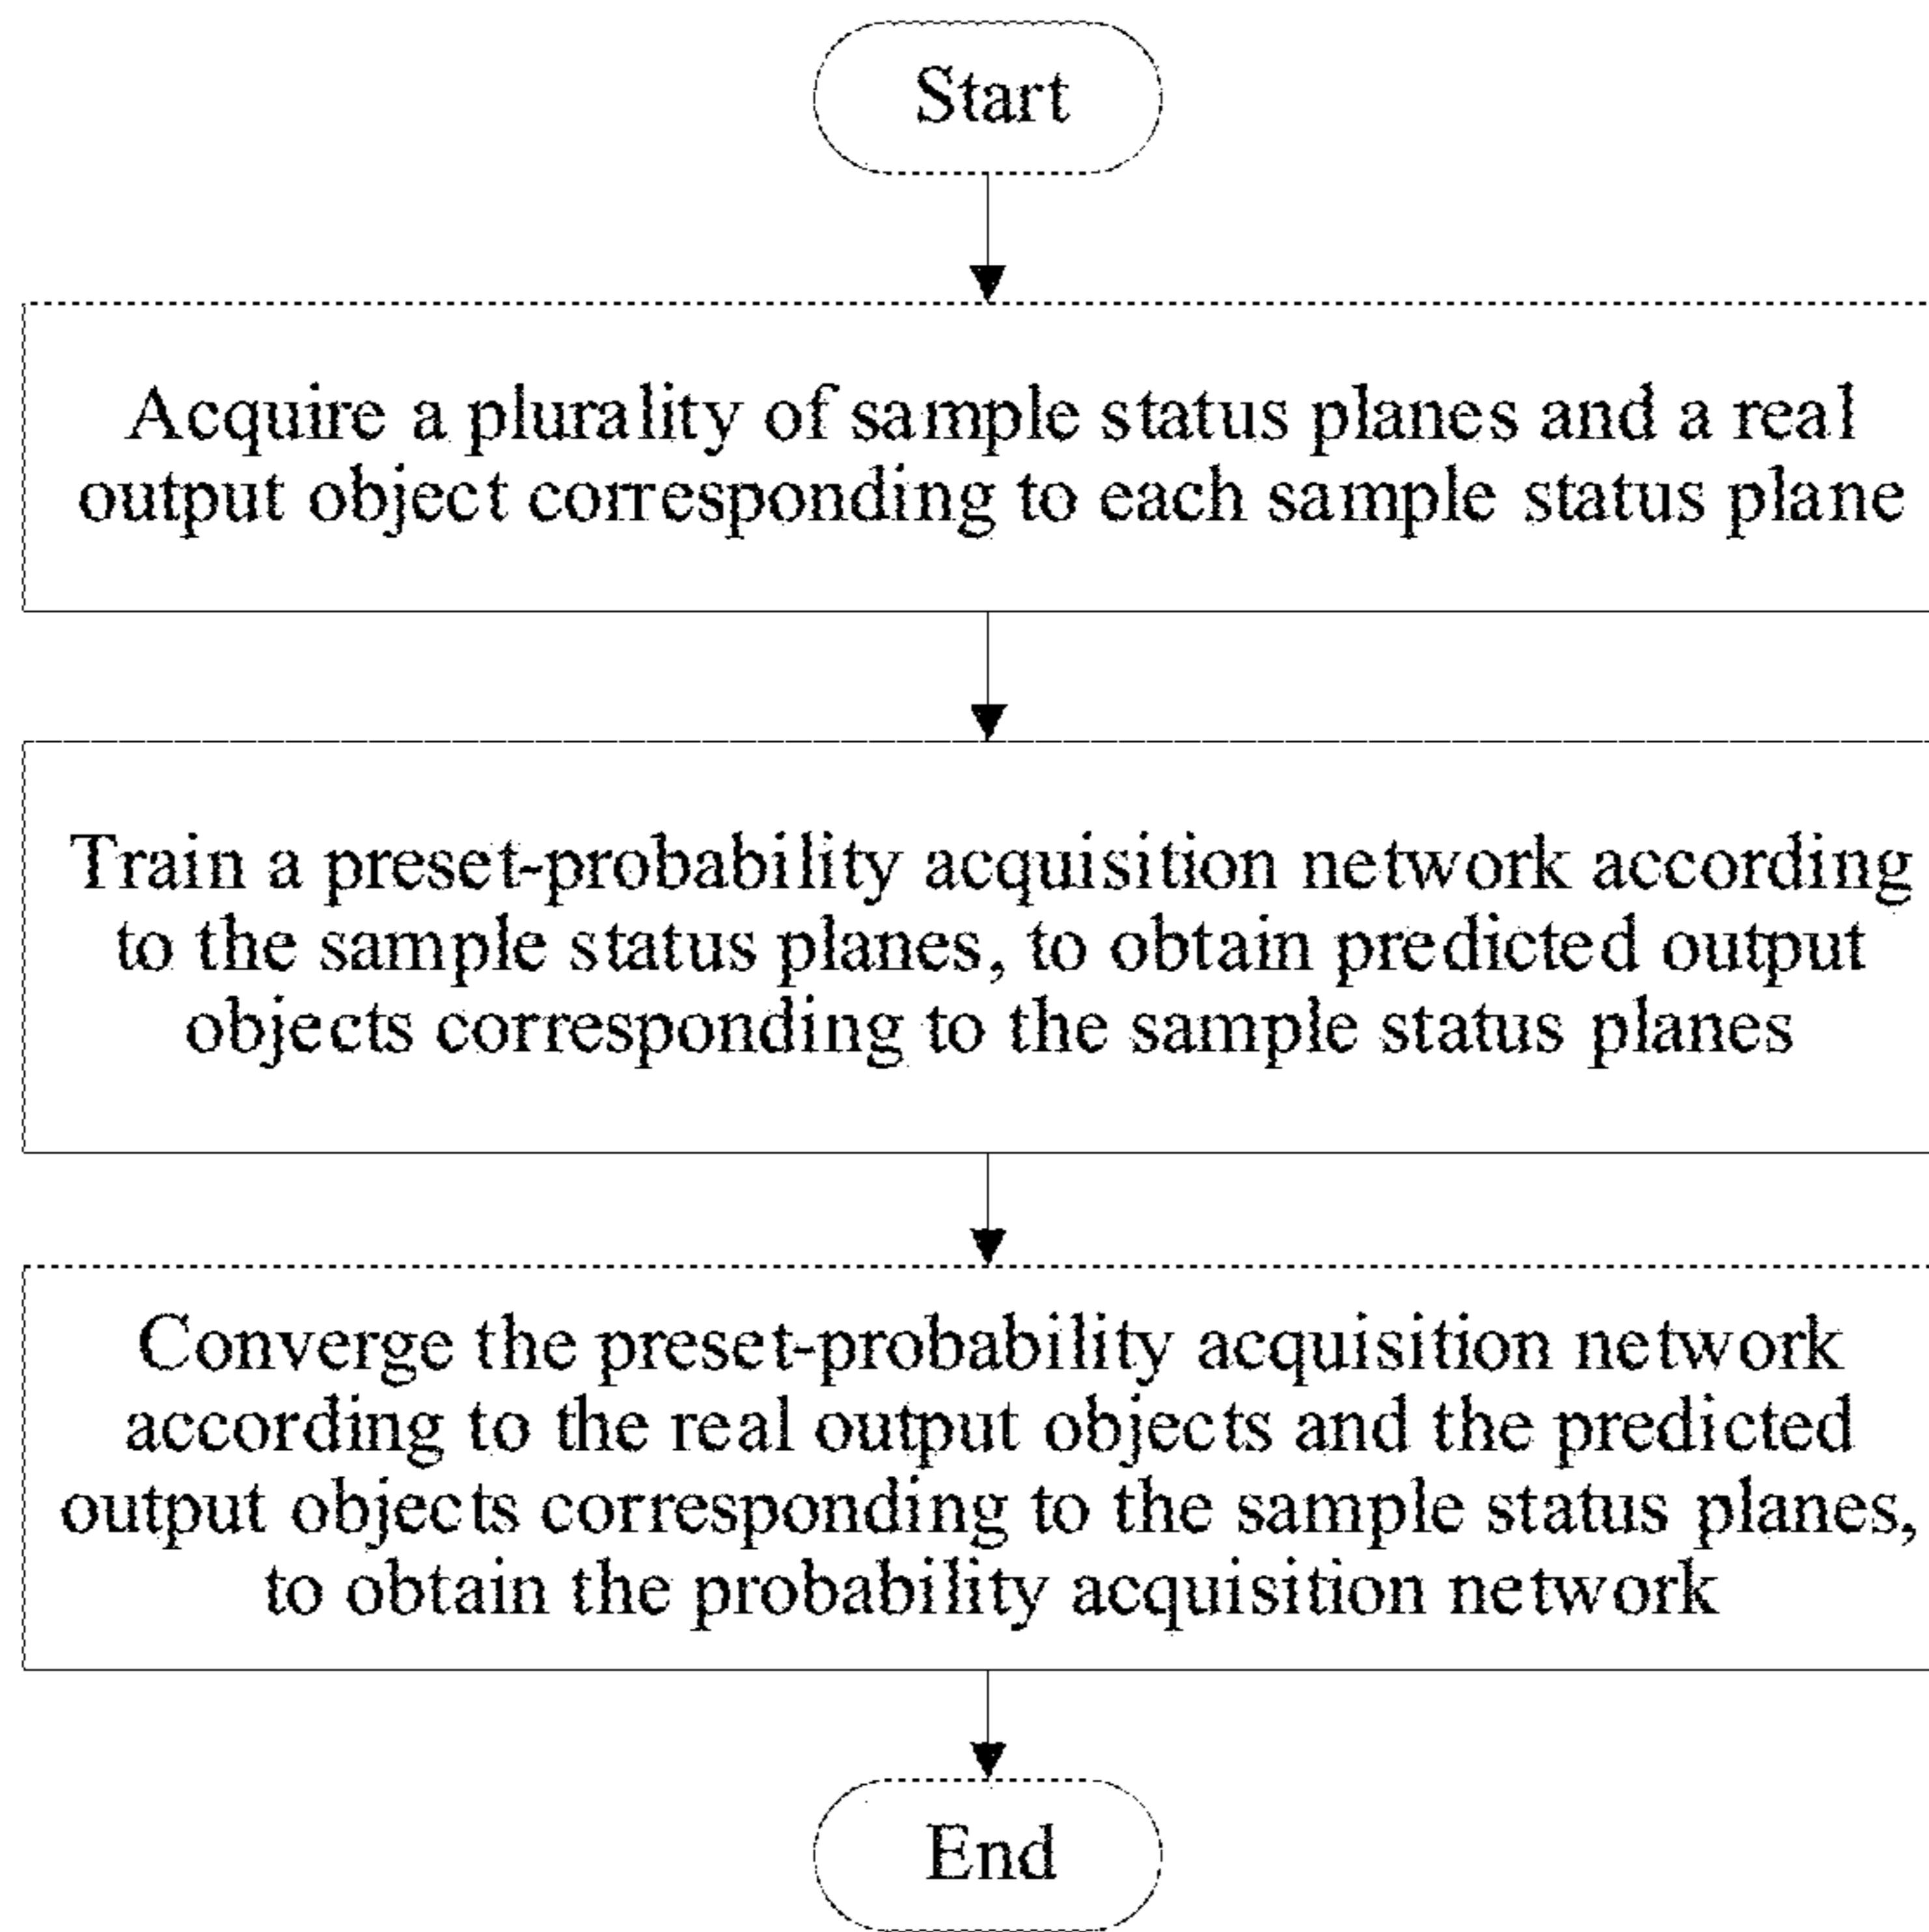 Start
Acquire a plurality of sample status planes and a real
output object corresponding to each sample status plane
Train a preset-probability acquisition network according
to the sample status planes, to obtain predicted output
objects corresponding to the sample status planes
Converge the preset-probability acquisition network
according to the real output objects and the predicted
output objects corresponding to the sample status planes,
to obtain the probability acquisition network
End